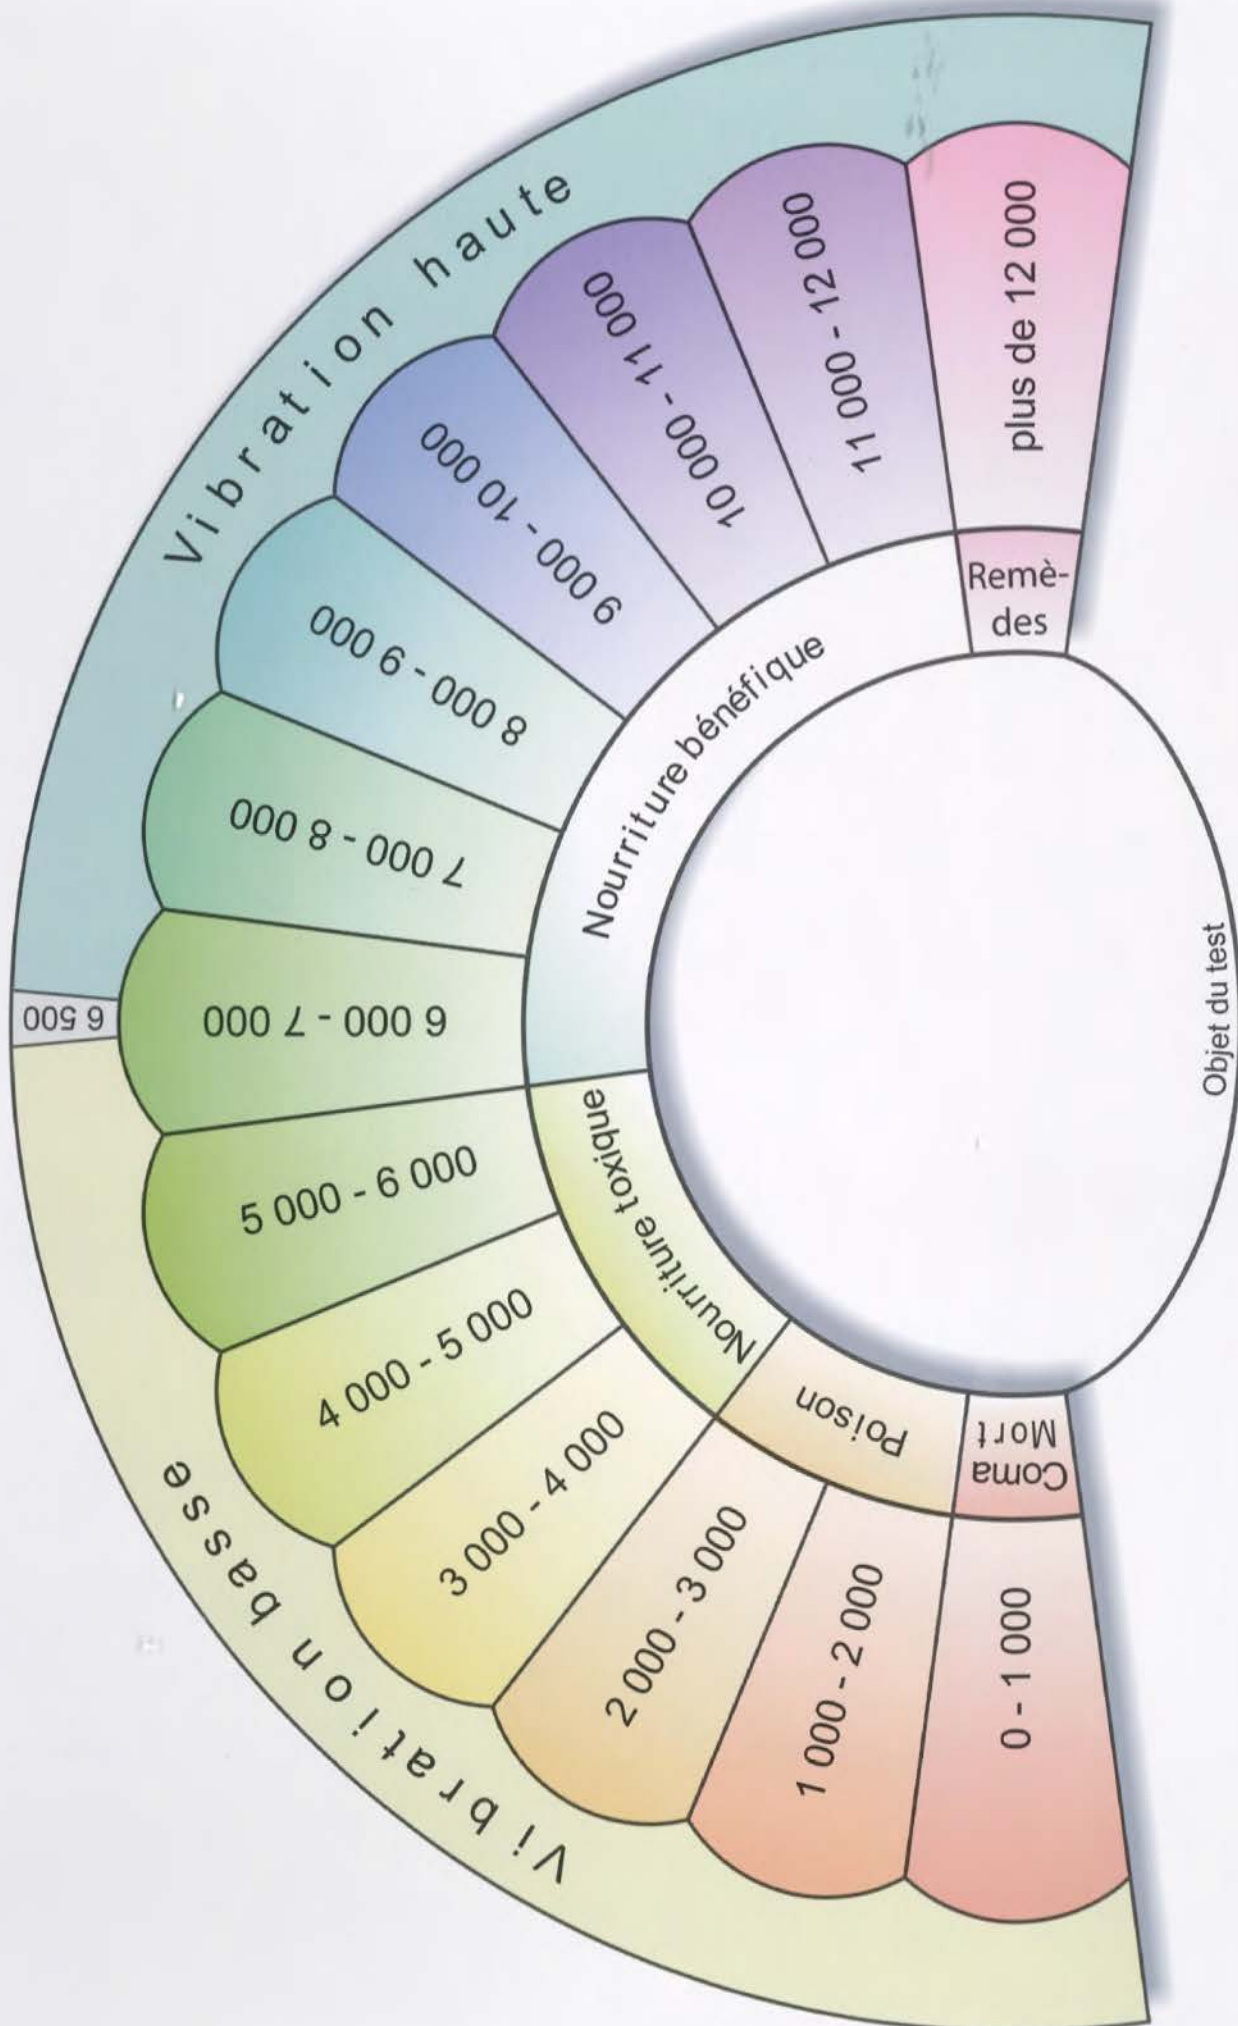 Vibration haute
plus de 12 000
11 000 - 12 000
10 000 - 11 000
9 000 - 10 000
8 000 - 9 000
7 000 - 8 000
6 000 - 7 000
6 500
5 000 - 6 000
4 000 - 5 000
3 000 - 4 000
2 000 - 3 000
1 000 - 2 000
0 - 1 000
Vibration basse
Remè-
des
Nourriture bénéfique
Nourriture toxique
Poison
Coma
Mort
Objet du test